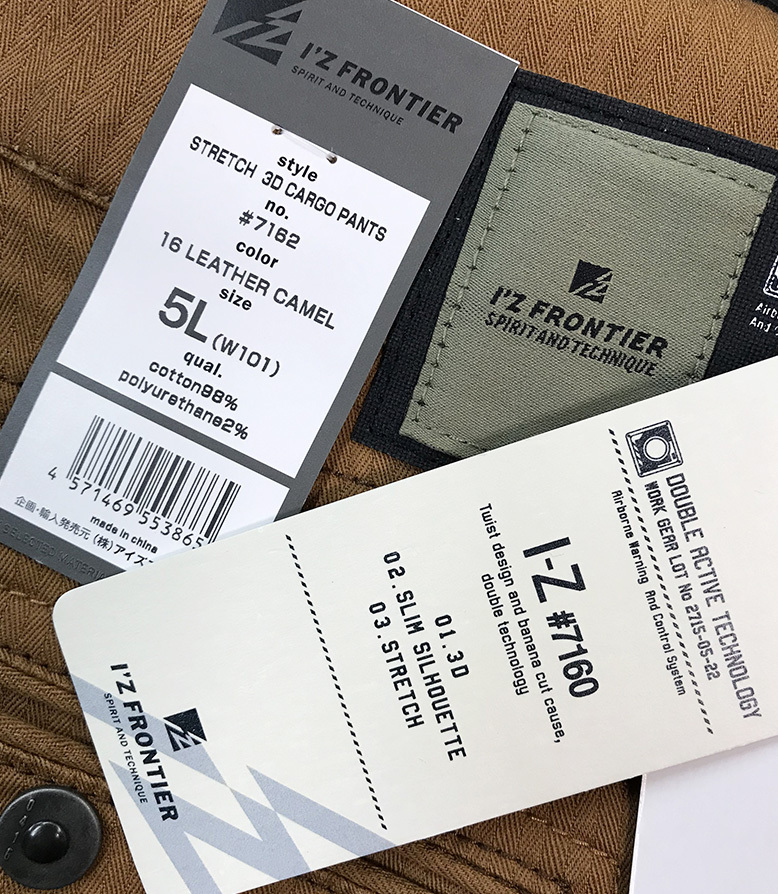 I'Z FRONTIER
SPIRIT AND TECHNIQUE
style
STRETCH 3D CARGO PANTS
no.
#7162
color
16 LEATHER CAMEL
size
5L(W101)
qual.
cotton98%
polyurethane2%
4 571469 553865
made in china
企画・輸入発売元(株)アイズ
SELECTED MATERI
I'Z FRONTIER
SPIRIT AND TECHNIQUE
Airb
And
DOUBLE ACTIVE TECHNOLOGY
WORK GEAR LOT No 2715-05-22
Airborne Warning And Control System
I-Z #7160
Twist design and banana cut cause,
double technology
01.3D
02.SLIM SILHOUETTE
03.STRETCH
I'Z FRONTIER
SPIRIT AND TECHNIQUE